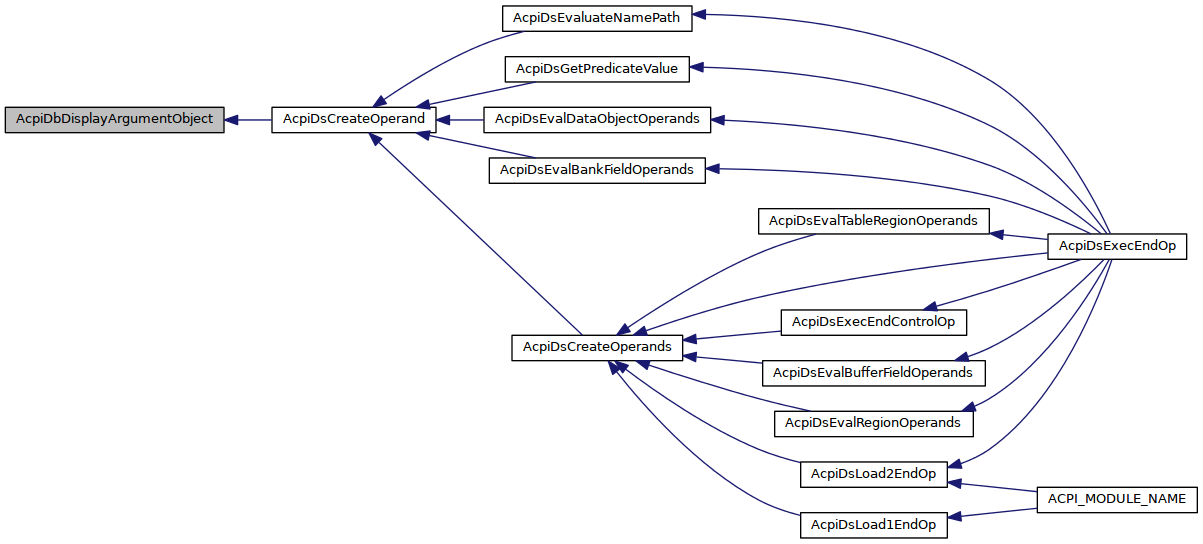 AcpiDsEvaluateNamePath
AcpiDsGetPredicateValue
AcpiDbDisplayArgumentObject
AcpiDsCreateOperand
AcpiDsEvalDataObjectOperands
AcpiDsEvalBankFieldOperands
AcpiDsEvalTableRegionOperands
AcpiDsExecEndOp
AcpiDsExecEndControlOp
AcpiDsCreateOperands
AcpiDsEvalBufferFieldOperands
AcpiDsEvalRegionOperands
AcpiDsLoad2EndOp
ACPI_MODULE_NAME
AcpiDsLoad1EndOp